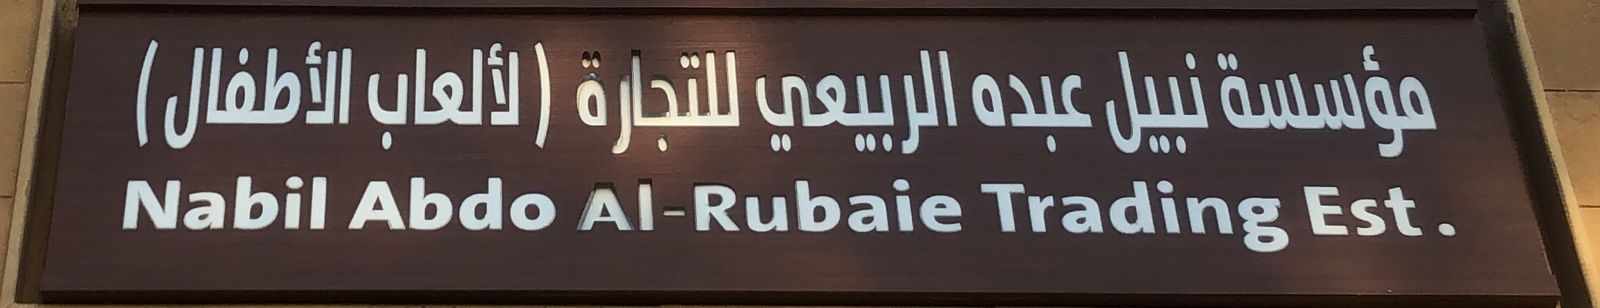 مؤسسة نبيل عبده الربيعي للتجارة (لألعاب الأطفال)
Nabil Abdo Al-Rubaie Trading Est.